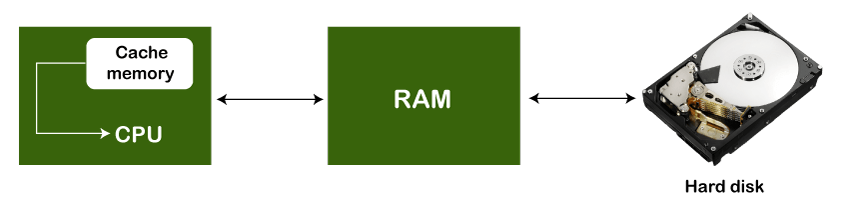 Cache
memory
CPU
RAM
Hard disk